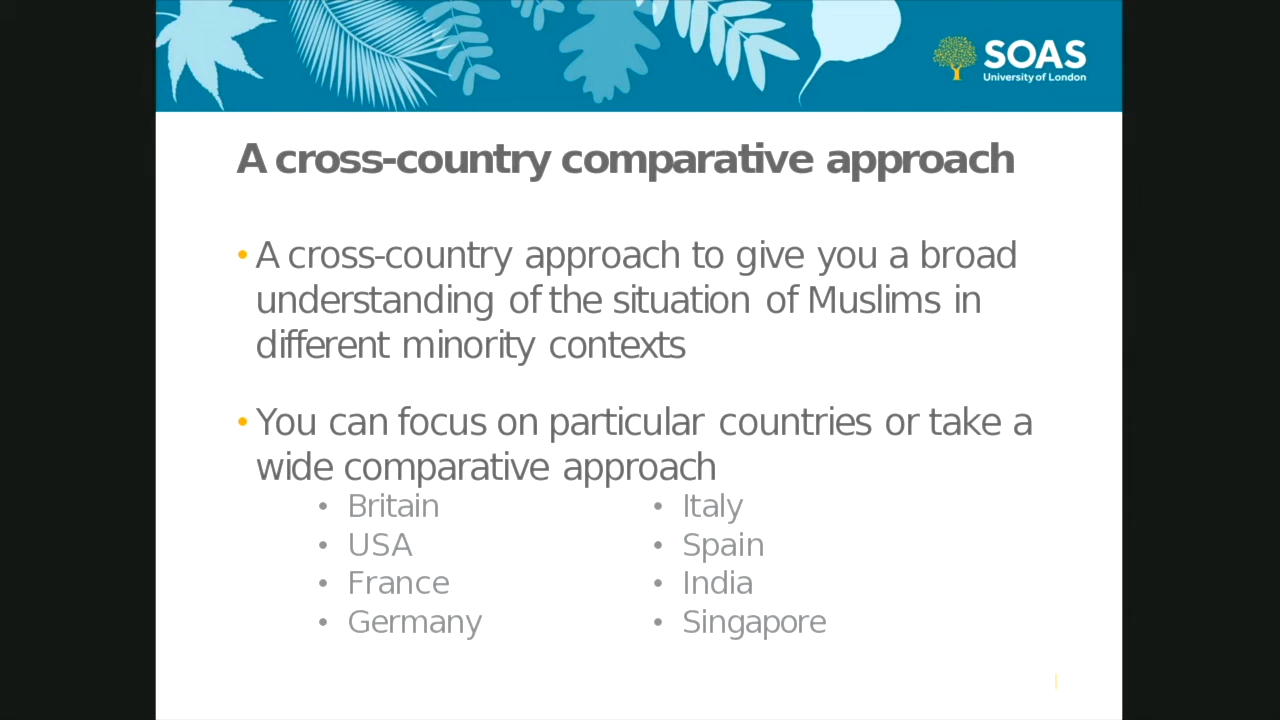 SOAS
University of London
A cross-country comparative approach
• A cross-country approach to give you a broad
understanding of the situation of Muslims in
different minority contexts
• You can focus on particular countries or take a
wide comparative approach
• Britain
• USA
• France
• Germany
• Italy
• Spain
• India
• Singapore